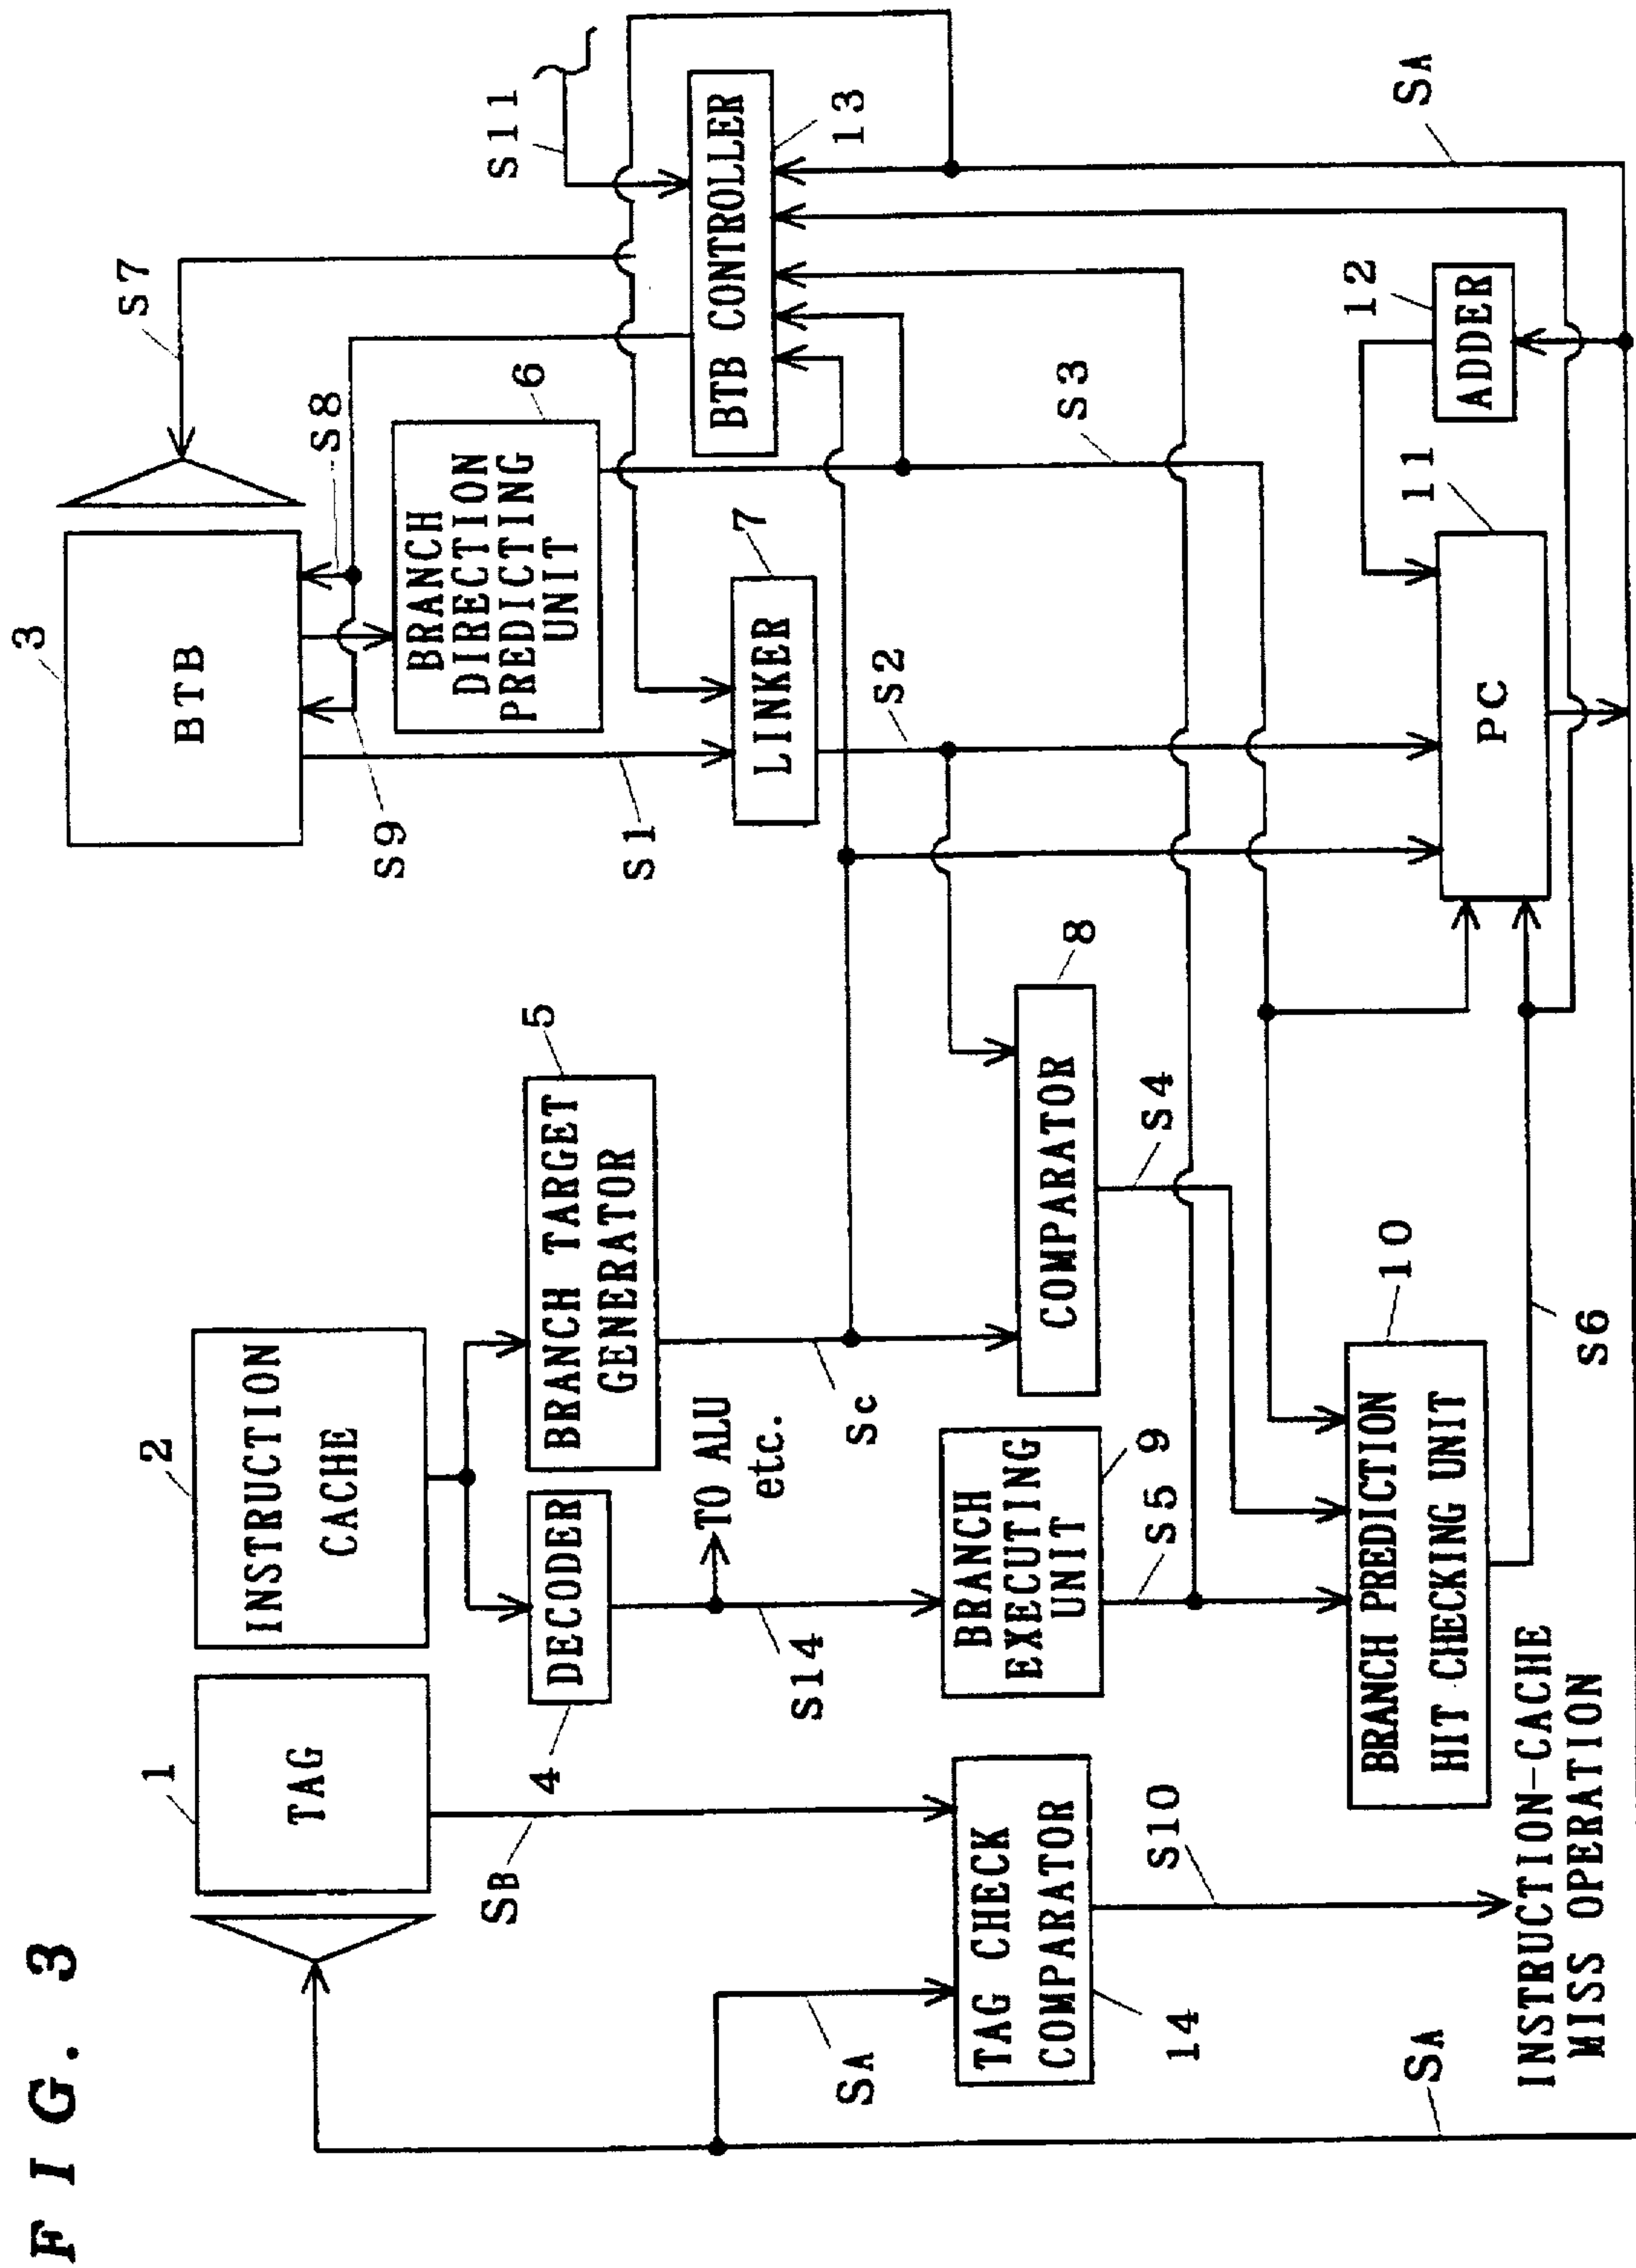 FIG. 3
1
TAG
2
INSTRUCTION
CACHE
3
BTB
S7
S8
S9
S1
4
DECODER
5
BRANCH TARGET
GENERATOR
6
BRANCH
DIRECTION
PREDICTING
UNIT
7
LINKER
S11
BTB CONTROLLER
13
SB
S14
TO ALU
etc.
SC
S2
S3
SA
SA
TAG CHECK
COMPARATOR
14
BRANCH
EXECUTING
UNIT
9
COMPARATOR
8
S10
S5
S4
BRANCH PREDICTION
HIT CHECKING UNIT
10
PC
11
ADDER
12
S6
SA
INSTRUCTION-CACHE
MISS OPERATION